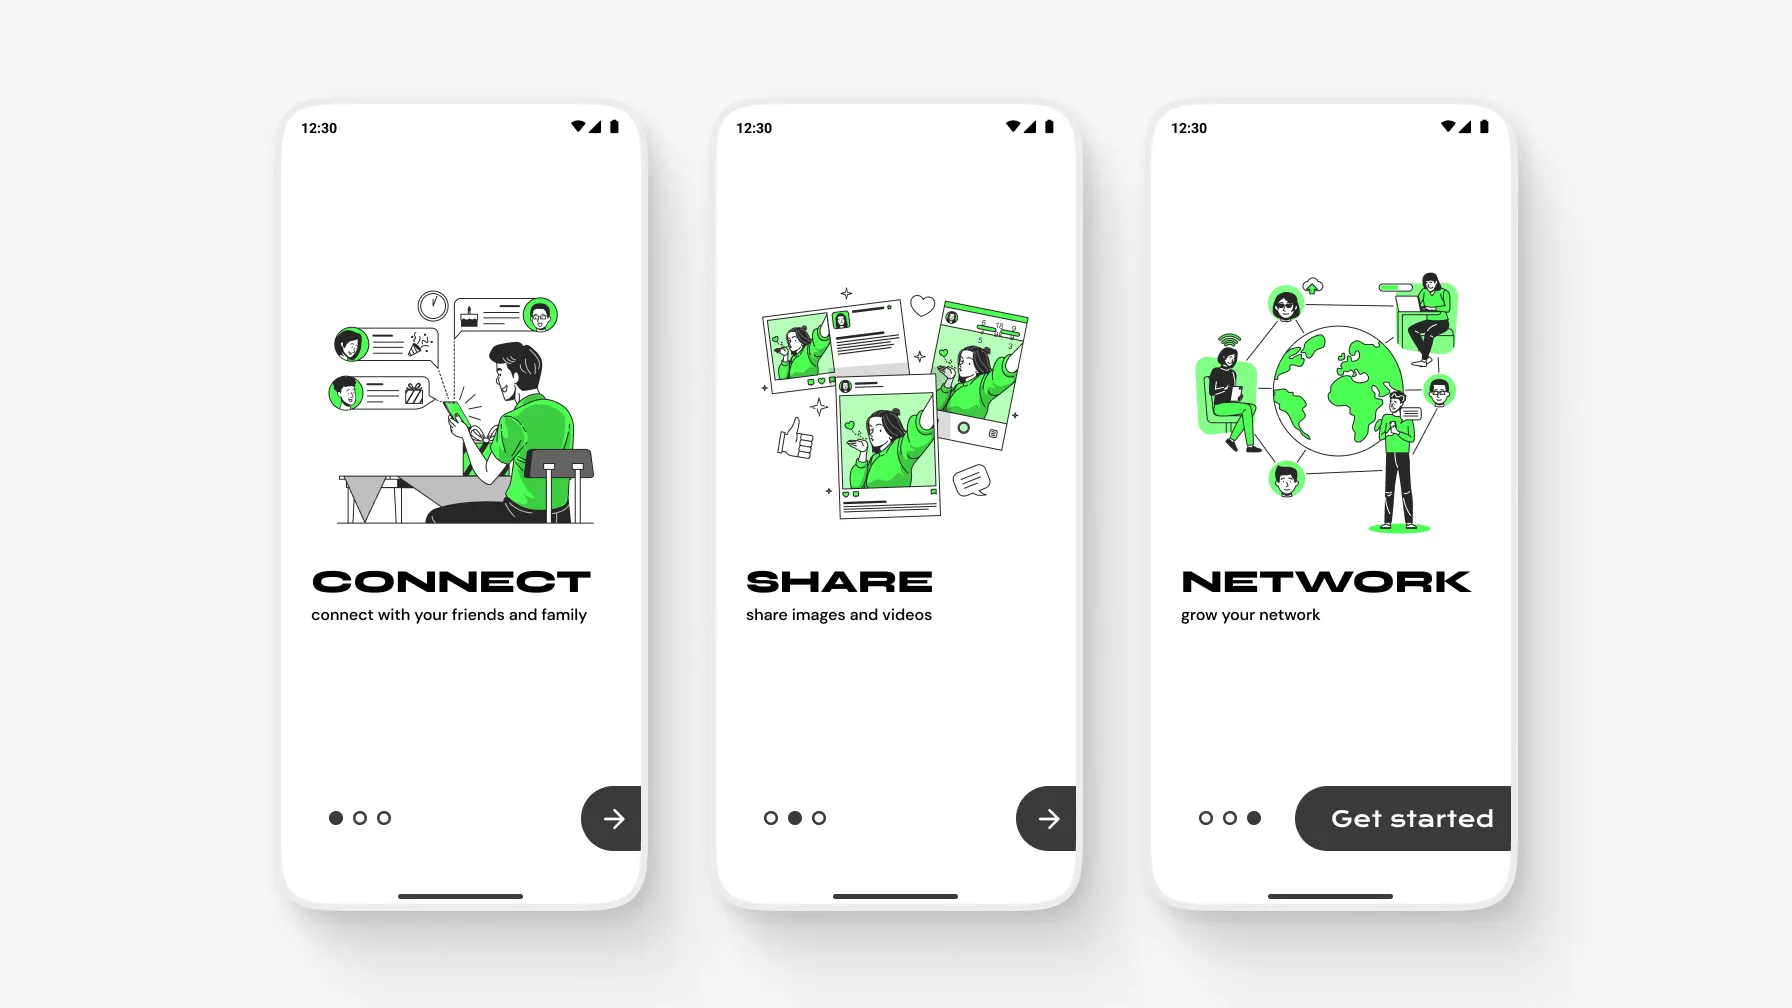 12:30
CONNECT
connect with your friends and family
12:30
SHARE
share images and videos
12:30
NETWORK
grow your network
Get started